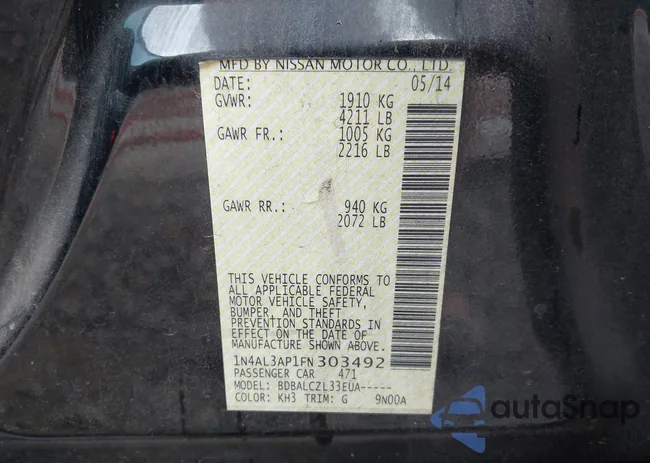 MFD BY NISSAN MOTOR CO., LTD.
DATE: 05/14
GVWR: 1910 KG
4211 LB
GAWR FR.: 1005 KG
2216 LB
GAWR RR.: 940 KG
2072 LB
THIS VEHICLE CONFORMS TO
ALL APPLICABLE FEDERAL
MOTOR VEHICLE SAFETY,
BUMPER, AND THEFT
PREVENTION STANDARDS IN
EFFECT ON THE DATE OF
MANUFACTURE SHOWN ABOVE.
1N4AL3AP1FN303492
PASSENGER CAR 471
MODEL: BDBALCZL33EUA-----
COLOR: KH3 TRIM: G 9N00A
autoSnap